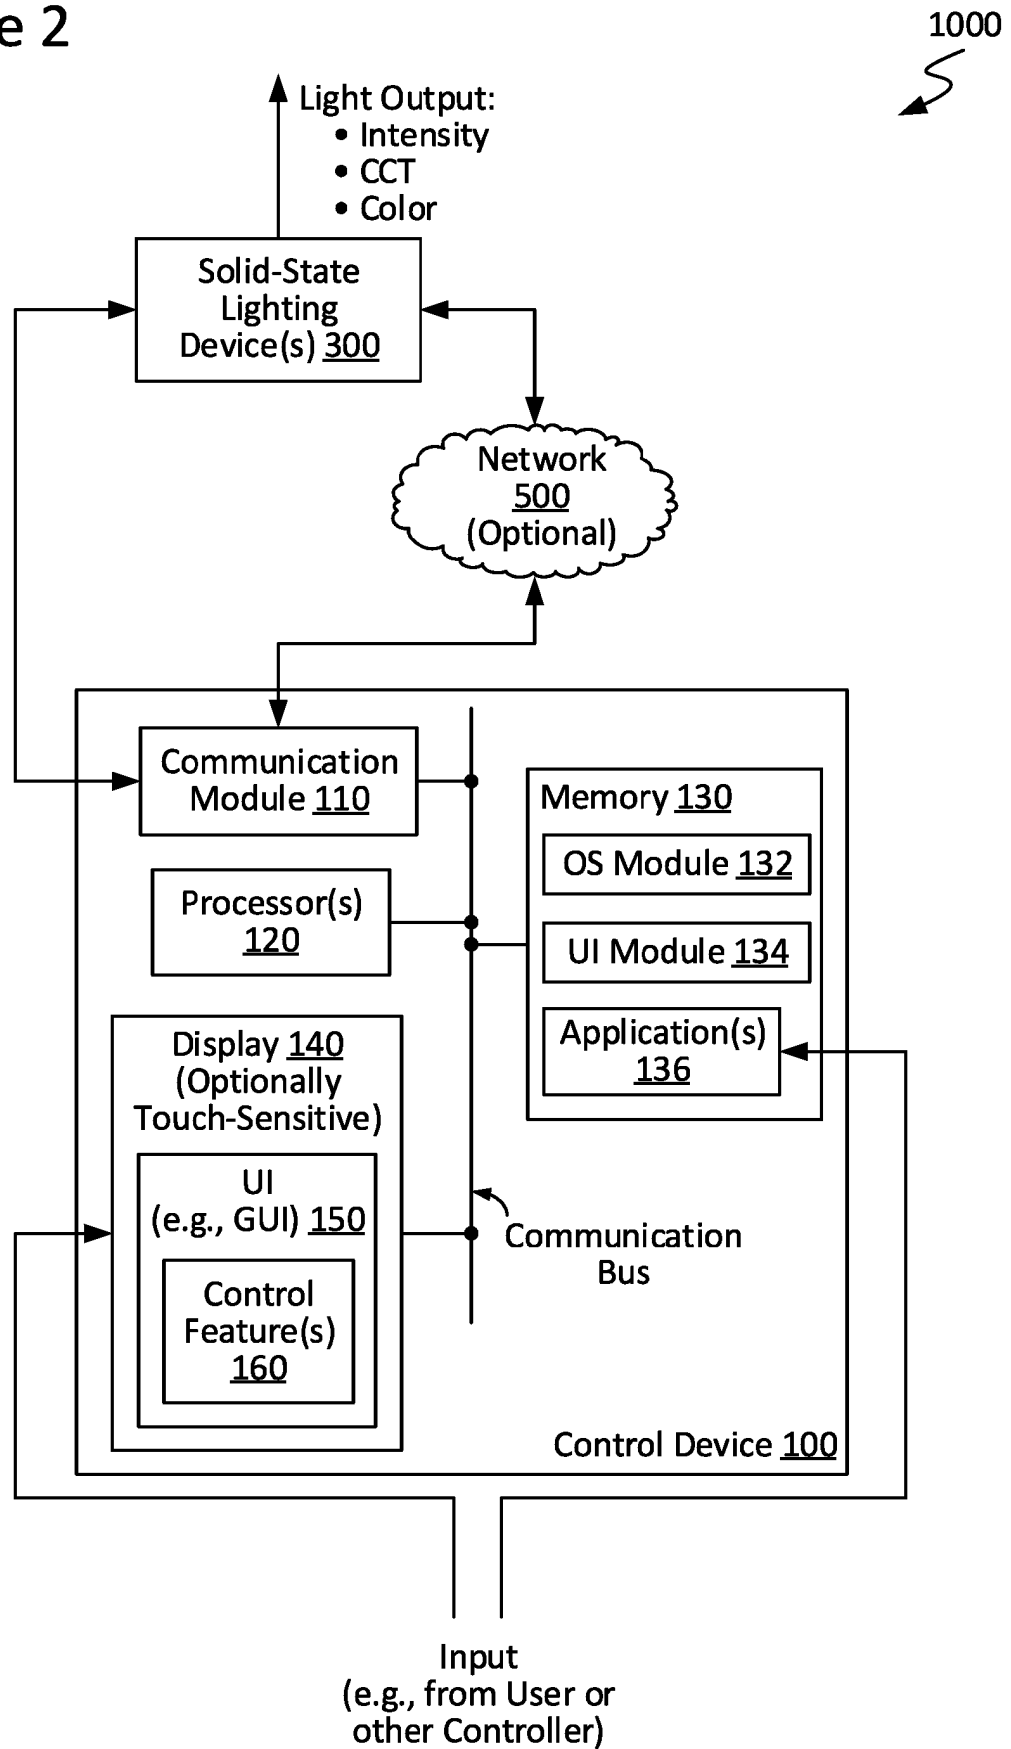 e 2
1000
Light Output:
• Intensity
• CCT
• Color
Solid-State
Lighting
Device(s) 300
Network
500
(Optional)
Communication
Module 110
Memory 130
OS Module 132
Processor(s)
120
UI Module 134
Application(s)
136
Display 140
(Optionally
Touch-Sensitive)
UI
(e.g., GUI) 150
Communication
Bus
Control
Feature(s)
160
Control Device 100
Input
(e.g., from User or
other Controller)